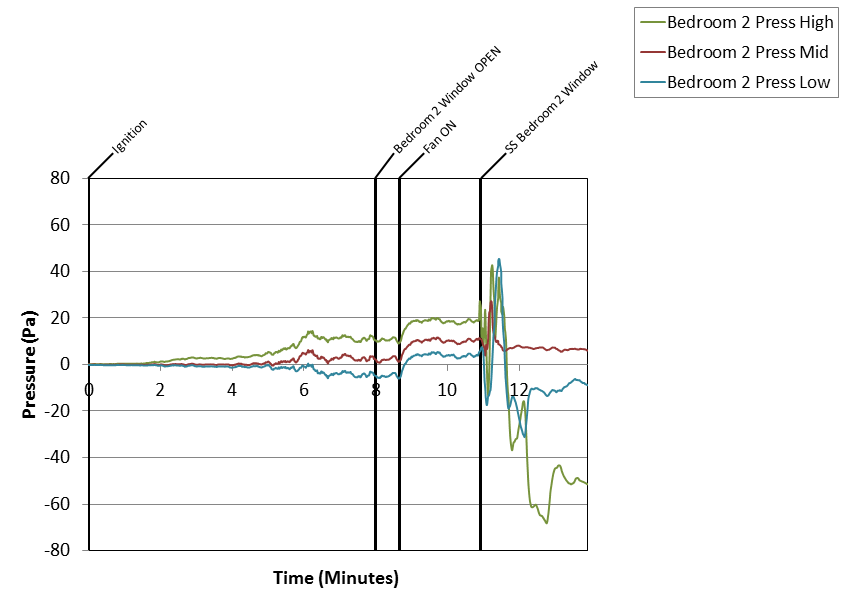 Bedroom 2 Press High
Bedroom 2 Press Mid
Bedroom 2 Press Low
Ignition
Bedroom 2 Window OPEN
Fan ON
SS Bedroom 2 Window
80
60
40
20
0
-20
-40
-60
-80
0 2 4 6 8 10 12
Pressure (Pa)
Time (Minutes)